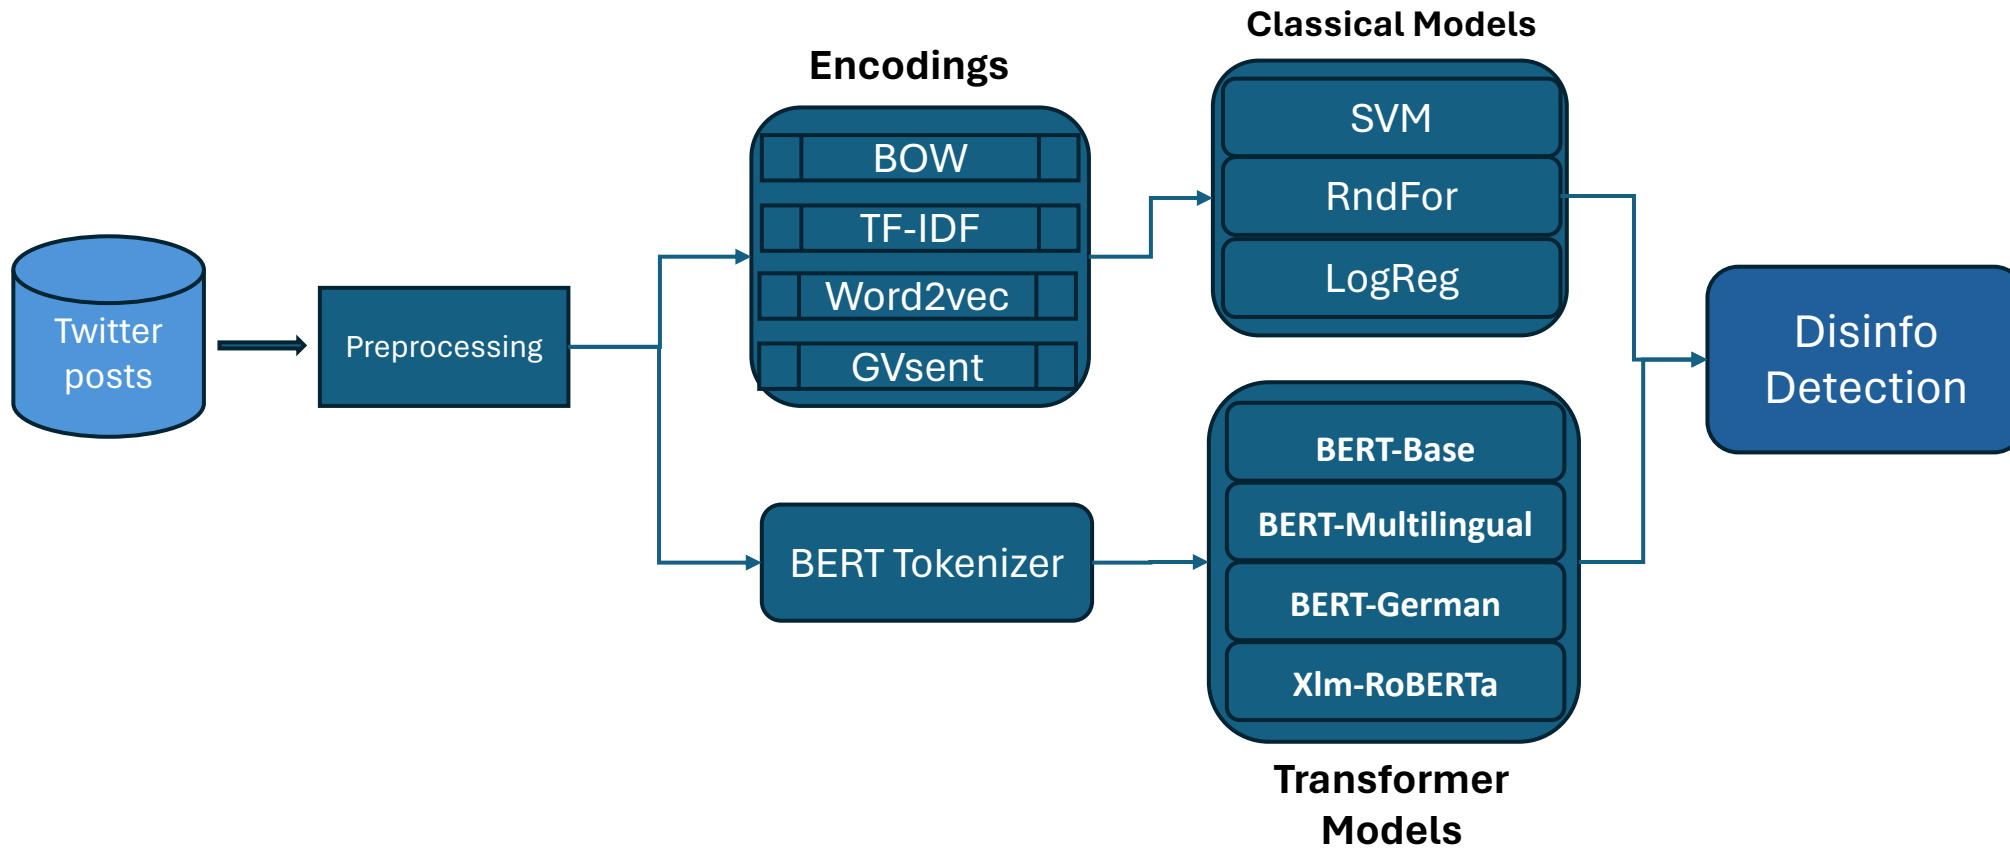 Twitter
posts
Preprocessing
Encodings
BOW
TF-IDF
Word2vec
GVsent
BERT Tokenizer
Classical Models
SVM
RndFor
LogReg
BERT-Base
BERT-Multilingual
BERT-German
Xlm-RoBERTa
Transformer
Models
Disinfo
Detection